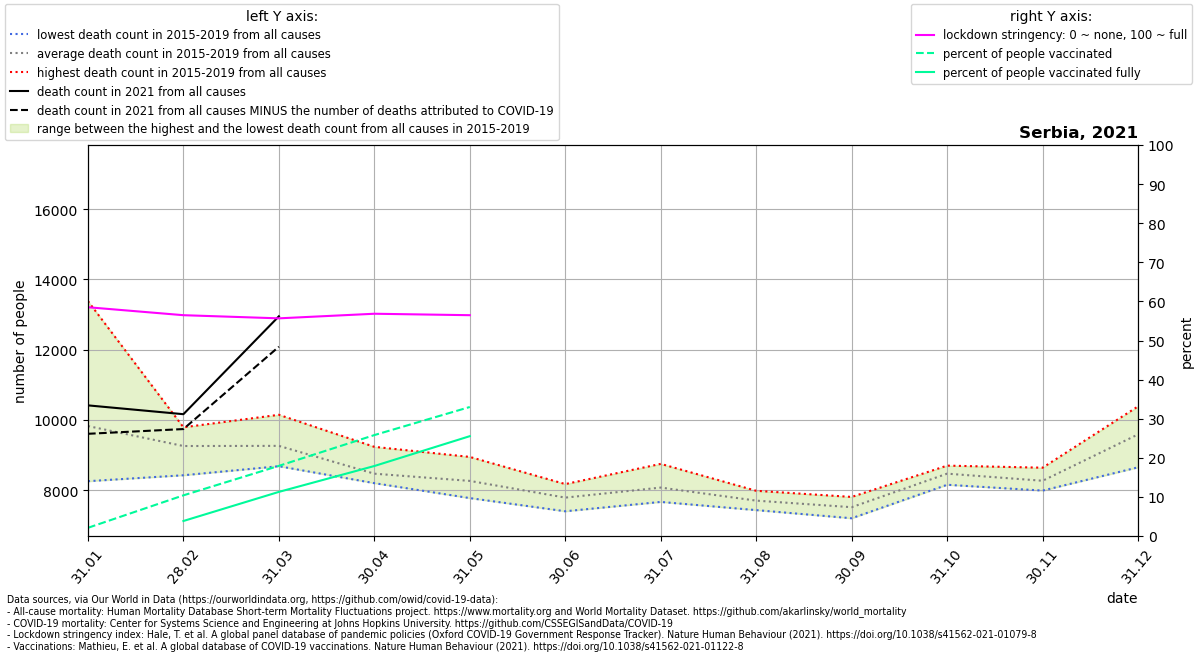 left Y axis:
lowest death count in 2015-2019 from all causes
average death count in 2015-2019 from all causes
highest death count in 2015-2019 from all causes
death count in 2021 from all causes
death count in 2021 from all causes MINUS the number of deaths attributed to COVID-19
range between the highest and the lowest death count from all causes in 2015-2019
right Y axis:
lockdown stringency: 0 ~ none, 100 ~ full
percent of people vaccinated
percent of people vaccinated fully
Serbia, 2021
number of people
16000
14000
12000
10000
8000
100
90
80
70
60
50
40
30
20
10
0
percent
31.01
28.02
31.03
30.04
31.05
30.06
31.07
31.08
30.09
31.10
30.11
31.12
date
Data sources, via Our World in Data (https://ourworldindata.org, https://github.com/owid/covid-19-data):
- All-cause mortality: Human Mortality Database Short-term Mortality Fluctuations project. https://www.mortality.org and World Mortality Dataset. https://github.com/akarlinsky/world_mortality
- COVID-19 mortality: Center for Systems Science and Engineering at Johns Hopkins University. https://github.com/CSSEGISandData/COVID-19
- Lockdown stringency index: Hale, T. et al. A global panel database of pandemic policies (Oxford COVID-19 Government Response Tracker). Nature Human Behaviour (2021). https://doi.org/10.1038/s41562-021-01079-8
- Vaccinations: Mathieu, E. et al. A global database of COVID-19 vaccinations. Nature Human Behaviour (2021). https://doi.org/10.1038/s41562-021-01122-8